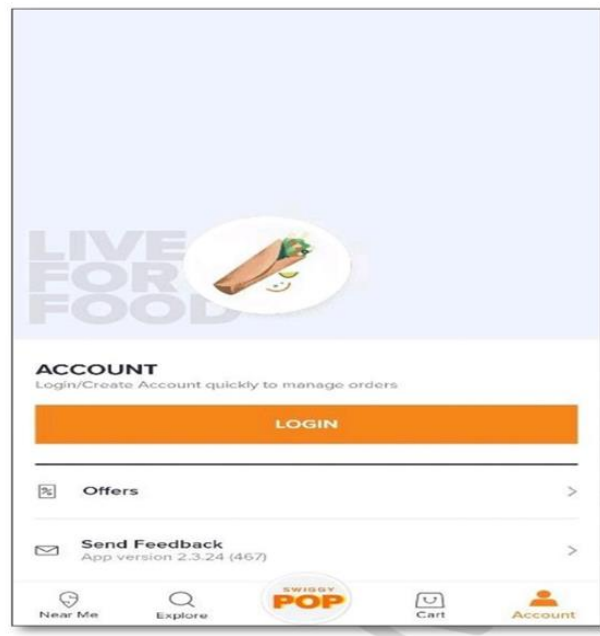 LIVE
FOR
FOOD
ACCOUNT
Login/Create Account quickly to manage orders
LOGIN
Offers
Send Feedback
App version 2.3.24 (467)
SWIGGY
POP
Near Me
Explore
Cart
Account